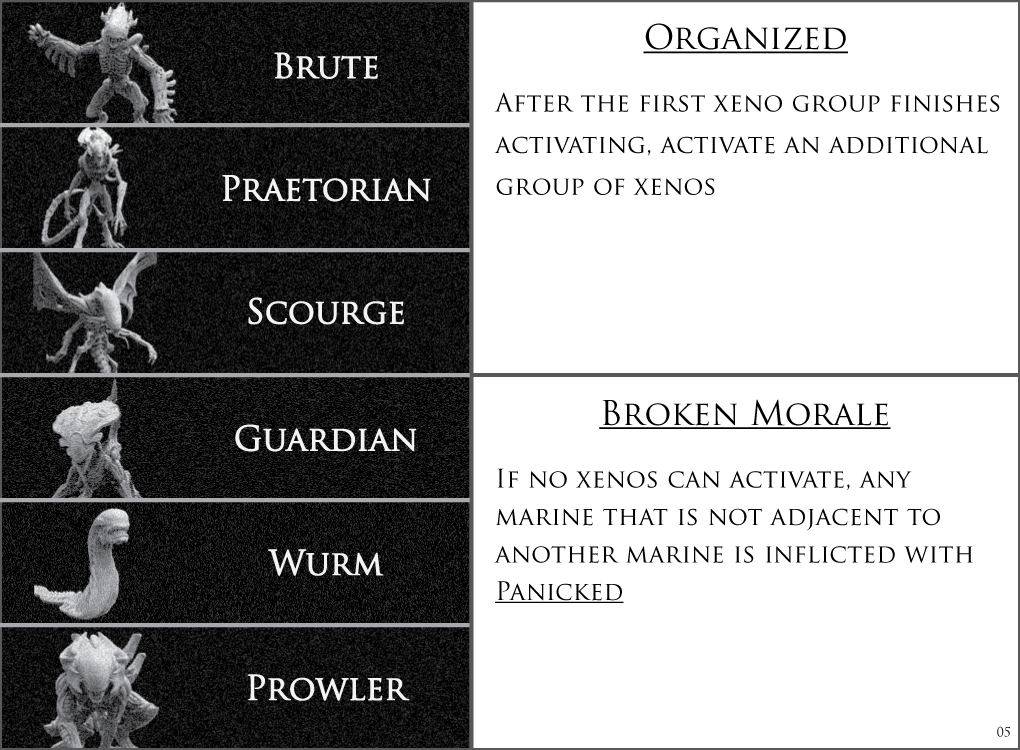 Brute
Praetorian
Scourge
Guardian
Wurm
Prowler
Organized
After the first xeno group finishes
activating, activate an additional
group of xenos
Broken Morale
If no xenos can activate, any
marine that is not adjacent to
another marine is inflicted with
Panicked
05